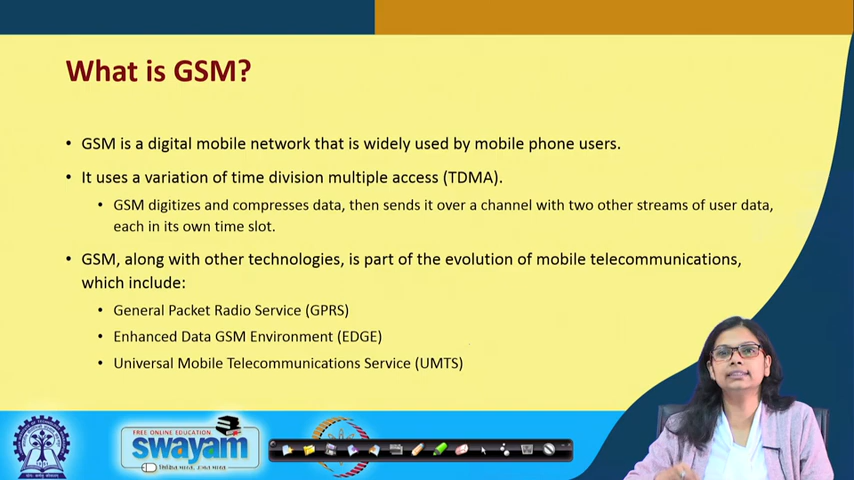 What is GSM?
• GSM is a digital mobile network that is widely used by mobile phone users.
• It uses a variation of time division multiple access (TDMA).
• GSM digitizes and compresses data, then sends it over a channel with two other streams of user data,
each in its own time slot.
• GSM, along with other technologies, is part of the evolution of mobile telecommunications,
which include:
• General Packet Radio Service (GPRS)
• Enhanced Data GSM Environment (EDGE)
• Universal Mobile Telecommunications Service (UMTS)
FREE ONLINE EDUCATION
swayam